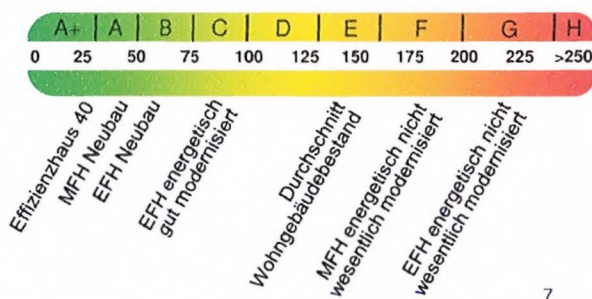 A+ A B C D E F G H
0 25 50 75 100 125 150 175 200 225 >250
Effizienzhaus 40
MFH Neubau
EFH Neubau
EFH energetisch
gut modernisiert
Durchschnitt
Wohngebäudebestand
MFH energetisch nicht
wesentlich modernisiert
EFH energetisch nicht
wesentlich modernisiert
7